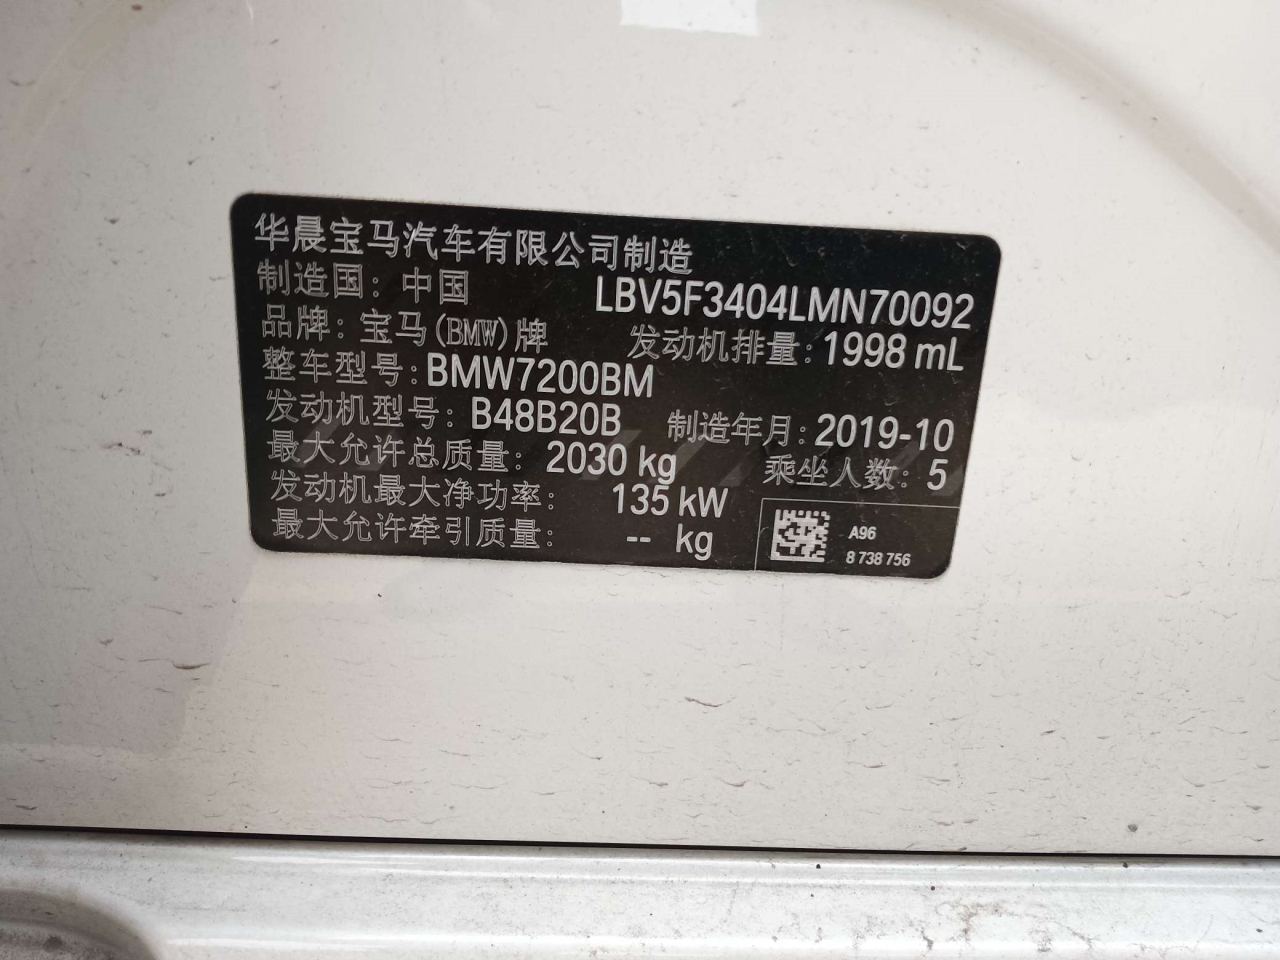 华晨宝马汽车有限公司制造
制造国：中国
LBV5F3404LMN70092
品牌：宝马(BMW)牌
发动机排量：1998 mL
整车型号：BMW7200BM
发动机型号：B48B20B
制造年月：2019-10
最大允许总质量：2030 kg
乘坐人数：5
发动机最大净功率：135 kW
最大允许牵引质量：-- kg
A96
8 738 756